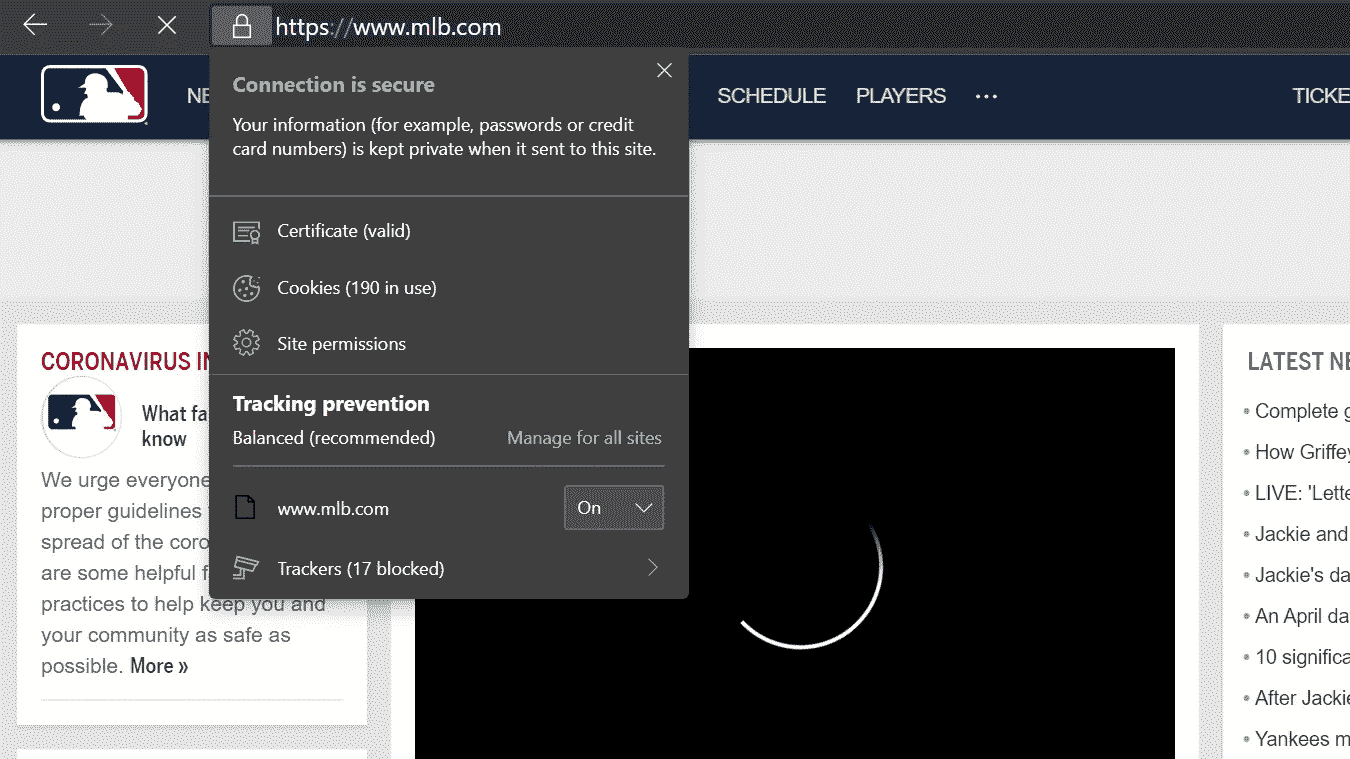 https://www.mlb.com
NE
SCHEDULE PLAYERS ...
TICKE
Connection is secure
Your information (for example, passwords or credit
card numbers) is kept private when it sent to this site.
Certificate (valid)
Cookies (190 in use)
Site permissions
Tracking prevention
Balanced (recommended) Manage for all sites
www.mlb.com On
Trackers (17 blocked)
CORONAVIRUS IN
What fa
know
We urge everyone
proper guidelines
spread of the coro
are some helpful f
practices to help keep you and
your community as safe as
possible. More »
LATEST NE
• Complete g
• How Griffey
• LIVE: 'Lette
• Jackie and
• Jackie's da
• An April da
• 10 significa
• After Jackie
• Yankees m